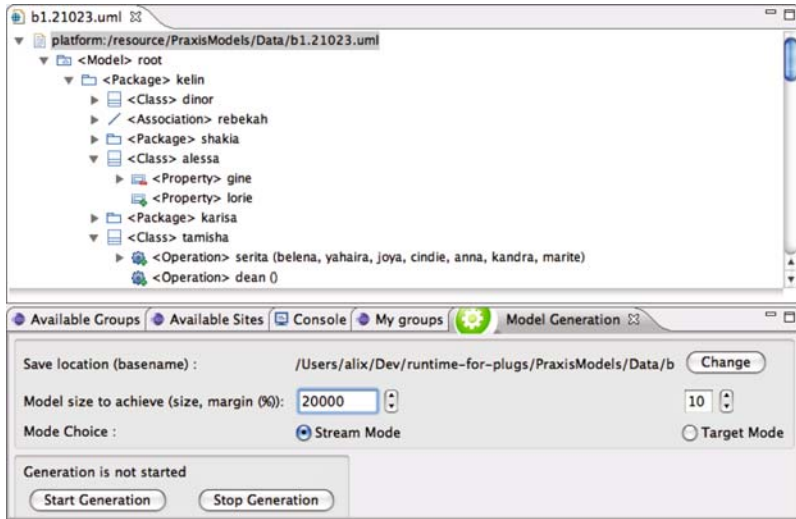 b1.21023.uml
platform:/resource/PraxisModels/Data/b1.21023.uml
<Model> root
<Package> kelin
<Class> dinor
<Association> rebekah
<Package> shakia
<Class> alessa
<Property> gine
<Property> lorie
<Package> karisa
<Class> tamisha
<Operation> serita (belena, yahaira, joya, cindie, anna, kandra, marite)
<Operation> dean ()
Available Groups Available Sites Console My groups Model Generation
Save location (basename) : /Users/alix/Dev/runtime-for-plugs/PraxisModels/Data/b Change
Model size to achieve (size, margin (%)): 20000 10
Mode Choice : Stream Mode Target Mode
Generation is not started
Start Generation Stop Generation